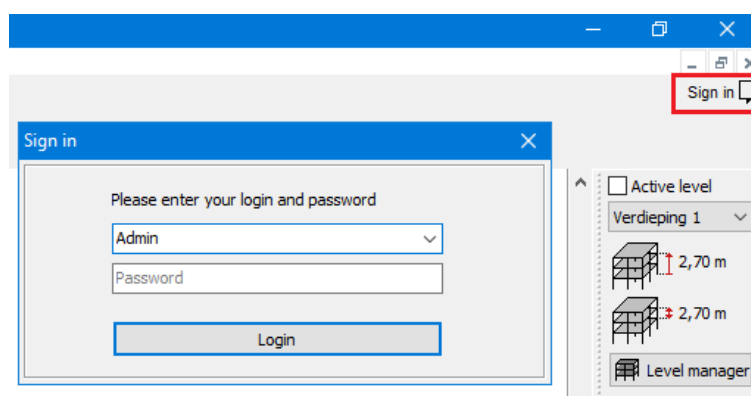 Sign in
Sign in
Please enter your login and password
Admin
Password
Login
Active level
Verdieping 1
2,70 m
2,70 m
Level manager